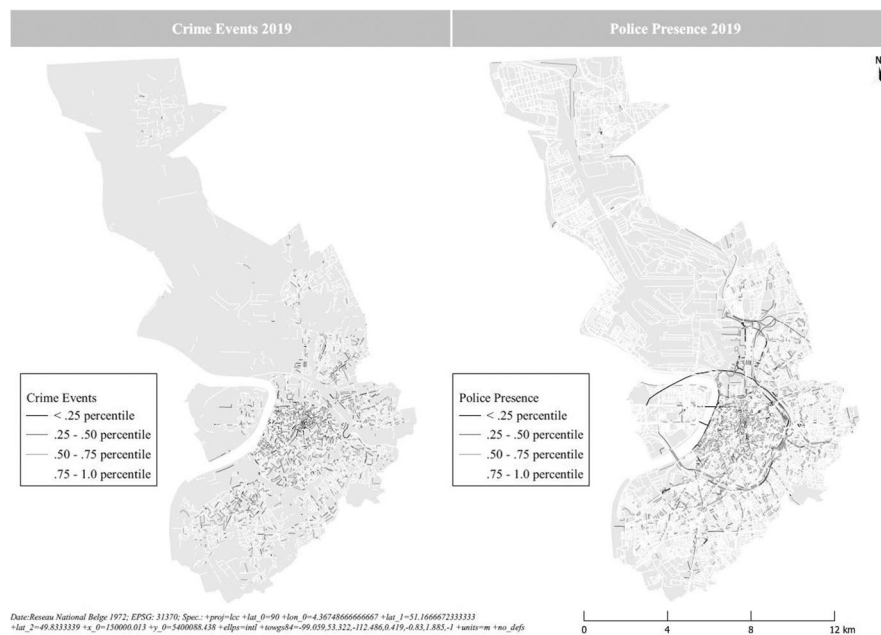 Crime Events 2019
Police Presence 2019
N
Crime Events
< .25 percentile
.25 - .50 percentile
.50 - .75 percentile
.75 - 1.0 percentile
Police Presence
< .25 percentile
.25 - .50 percentile
.50 - .75 percentile
.75 - 1.0 percentile
Date:Reseau National Belge 1972; EPSG: 31370; Spec.: +proj=lcc +lat_0=90 +lon_0=4.36748666666667 +lat_1=51.1666672333333
+lat_2=49.8333339 +x_0=150000.013 +y_0=5400088.438 +ellps=intl +towgs84=-99.059,53.322,-112.486,0.419,-0.83,1.885,-1 +units=m +no_defs
0 4 8 12 km